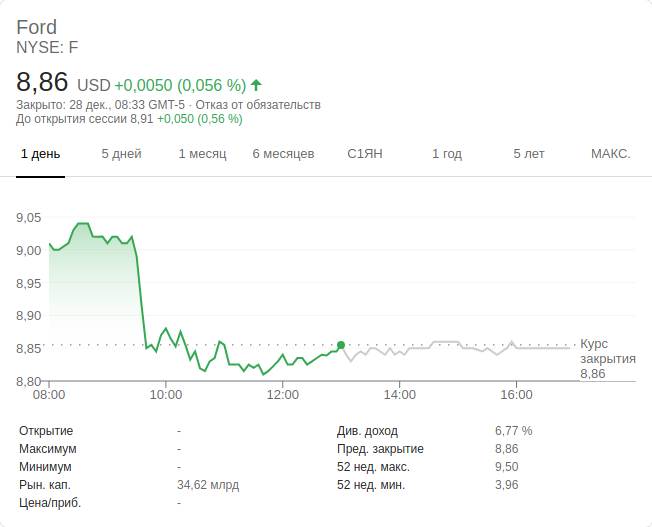 Ford
NYSE: F
8,86 USD +0,0050 (0,056 %)
Закрыто: 28 дек., 08:33 GMT-5 · Отказ от обязательств
До открытия сессии 8,91 +0,050 (0,56 %)
1 день 5 дней 1 месяц 6 месяцев С1ЯН 1 год 5 лет МАКС.
9,05
9,00
8,95
8,90
8,85
8,80
Курс
закрытия
8,86
08:00 10:00 12:00 14:00 16:00
Открытие - Див. доход 6,77 %
Максимум - Пред. закрытие 8,86
Минимум - 52 нед. макс. 9,50
Рын. кап. 34,62 млрд 52 нед. мин. 3,96
Цена/приб. -